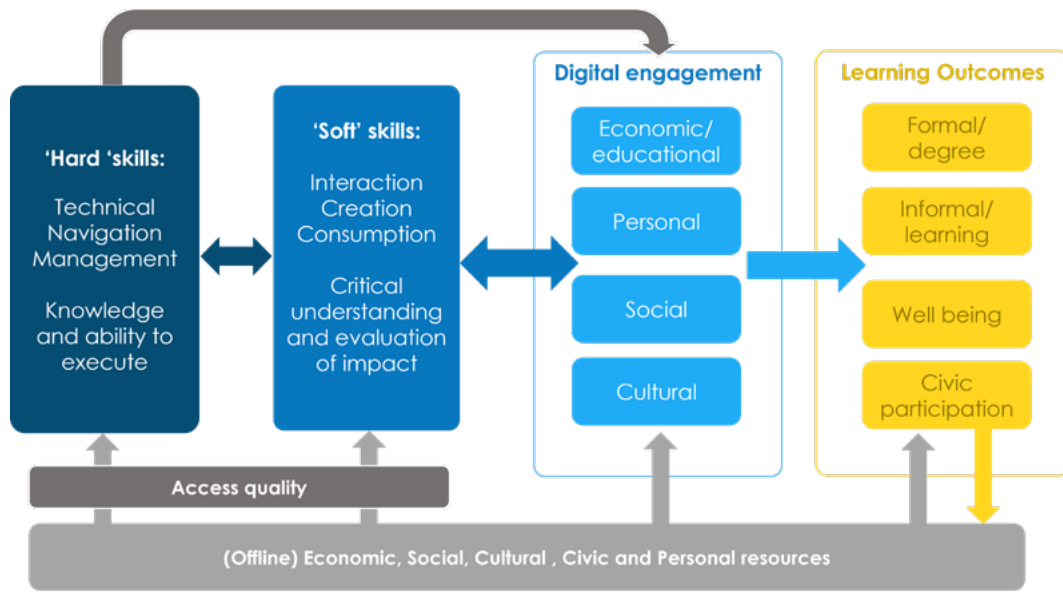 'Hard 'skills:
Technical
Navigation
Management
Knowledge
and ability to
execute
'Soft' skills:
Interaction
Creation
Consumption
Critical
understanding
and evaluation
of impact
Digital engagement
Economic/
educational
Personal
Social
Cultural
Learning Outcomes
Formal/
degree
Informal/
learning
Well being
Civic
participation
Access quality
(Offline) Economic, Social, Cultural , Civic and Personal resources